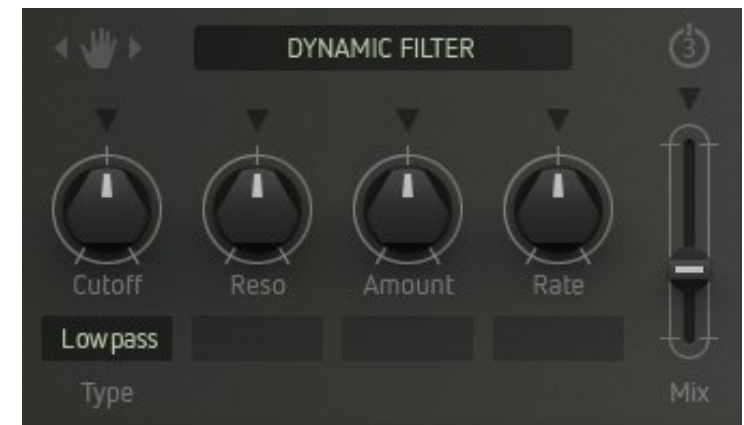 DYNAMIC FILTER
3
Cutoff
Reso
Amount
Rate
Lowpass
Type
Mix